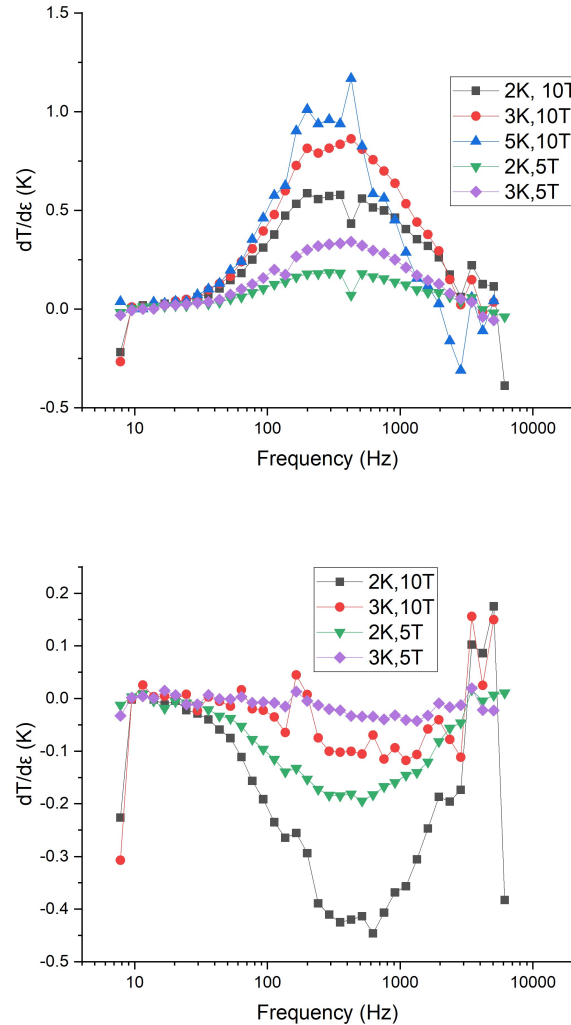 1.5
1.0
0.5
0.0
-0.5
dT/dε (K)
2K, 10T
3K,10T
5K,10T
2K,5T
3K,5T
10
100
1000
10000
Frequency (Hz)
0.2
0.1
0.0
-0.1
-0.2
-0.3
-0.4
-0.5
dT/dε (K)
2K,10T
3K,10T
2K,5T
3K,5T
10
100
1000
10000
Frequency (Hz)